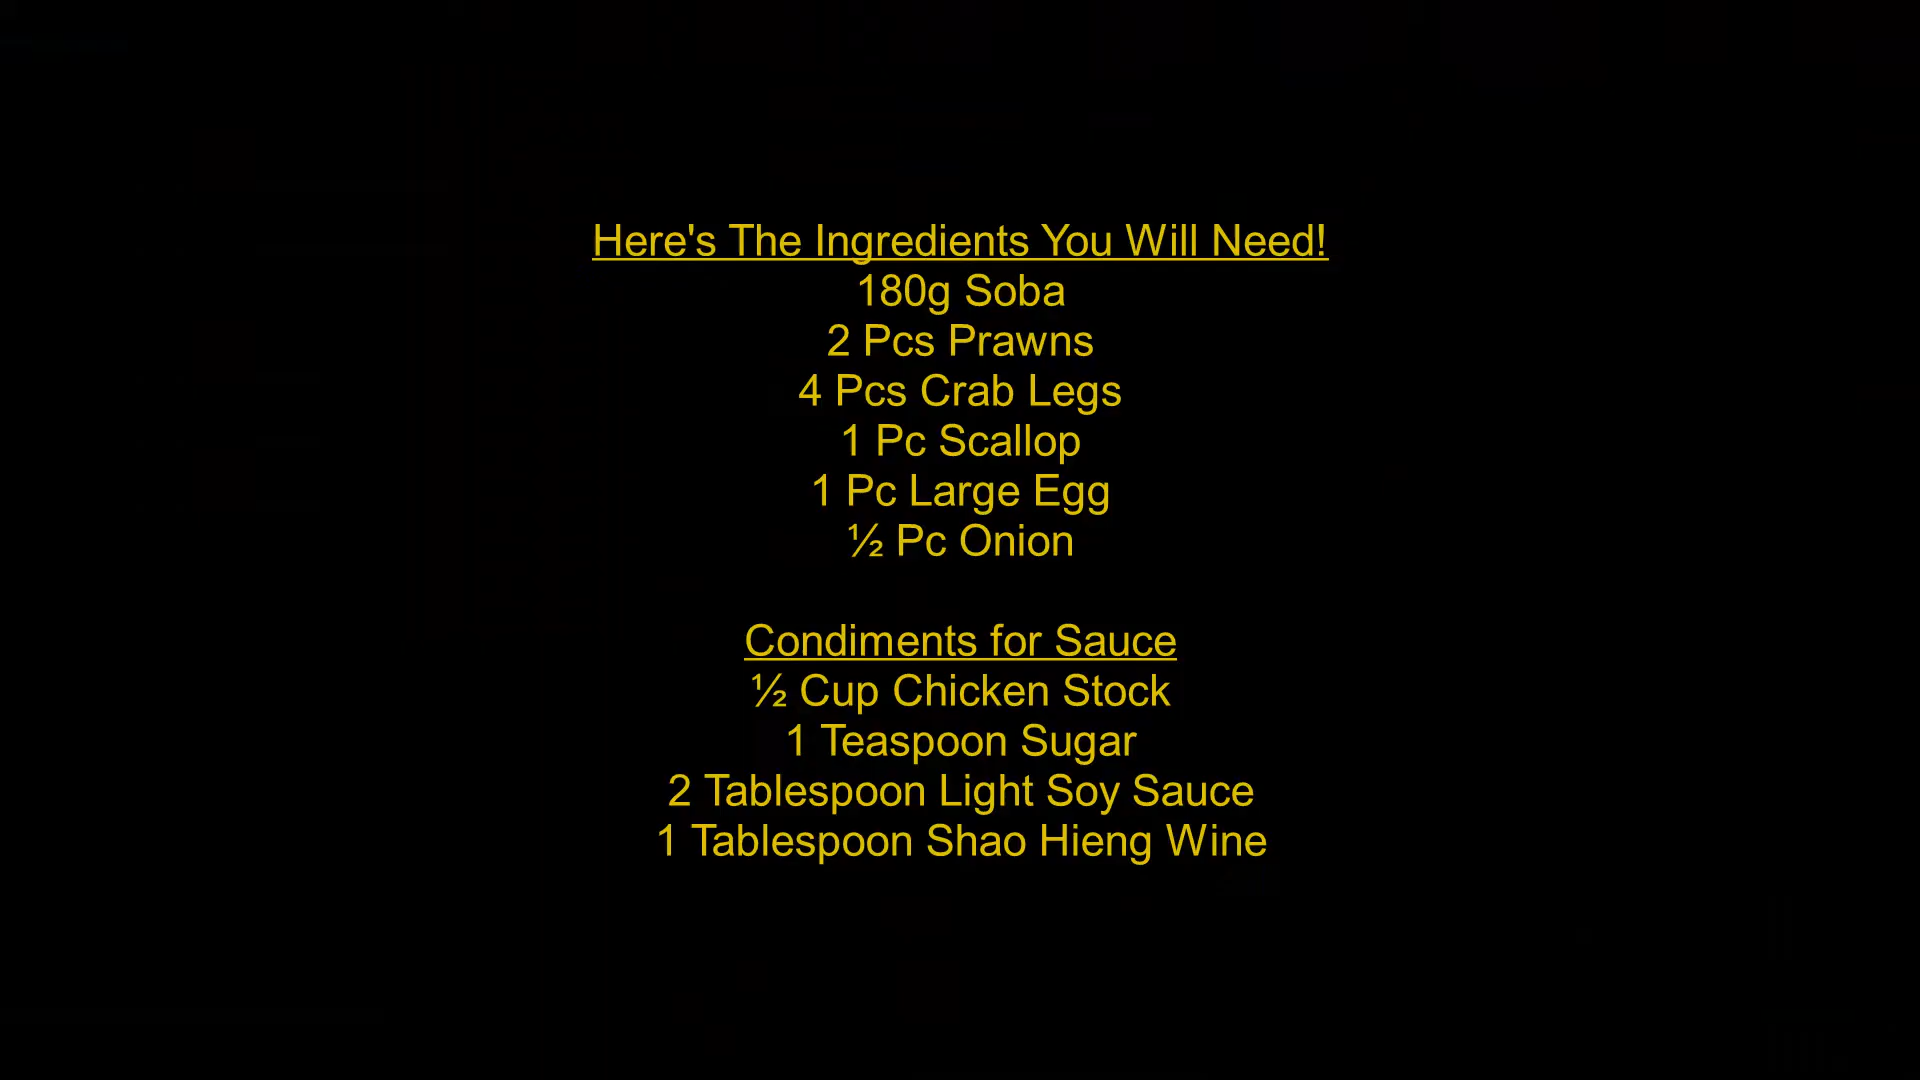 Here's The Ingredients You Will Need!
180g Soba
2 Pcs Prawns
4 Pcs Crab Legs
1 Pc Scallop
1 Pc Large Egg
½ Pc Onion
Condiments for Sauce
½ Cup Chicken Stock
1 Teaspoon Sugar
2 Tablespoon Light Soy Sauce
1 Tablespoon Shao Hieng Wine